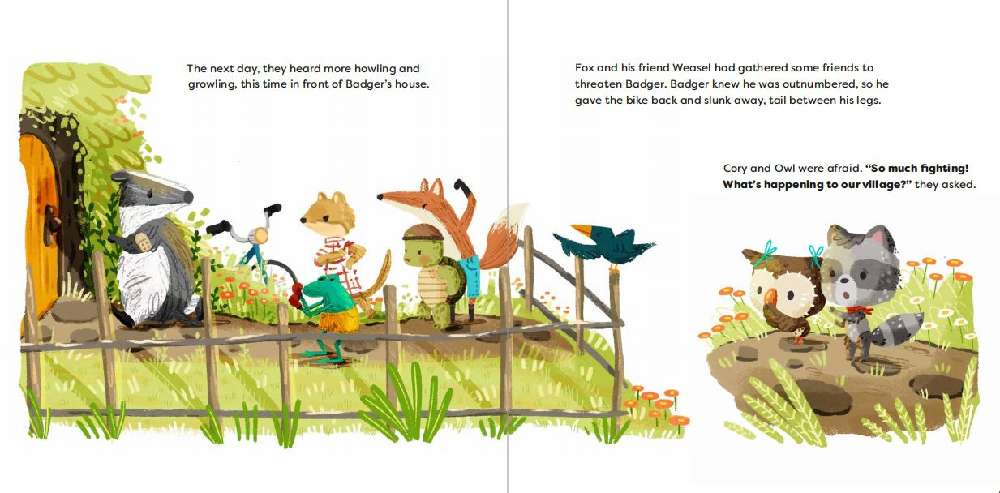 The next day, they heard more howling and
growling, this time in front of Badger's house.
Fox and his friend Weasel had gathered some friends to
threaten Badger. Badger knew he was outnumbered, so he
gave the bike back and slunk away, tail between his legs.
Cory and Owl were afraid. “So much fighting!
What’s happening to our village?” they asked.